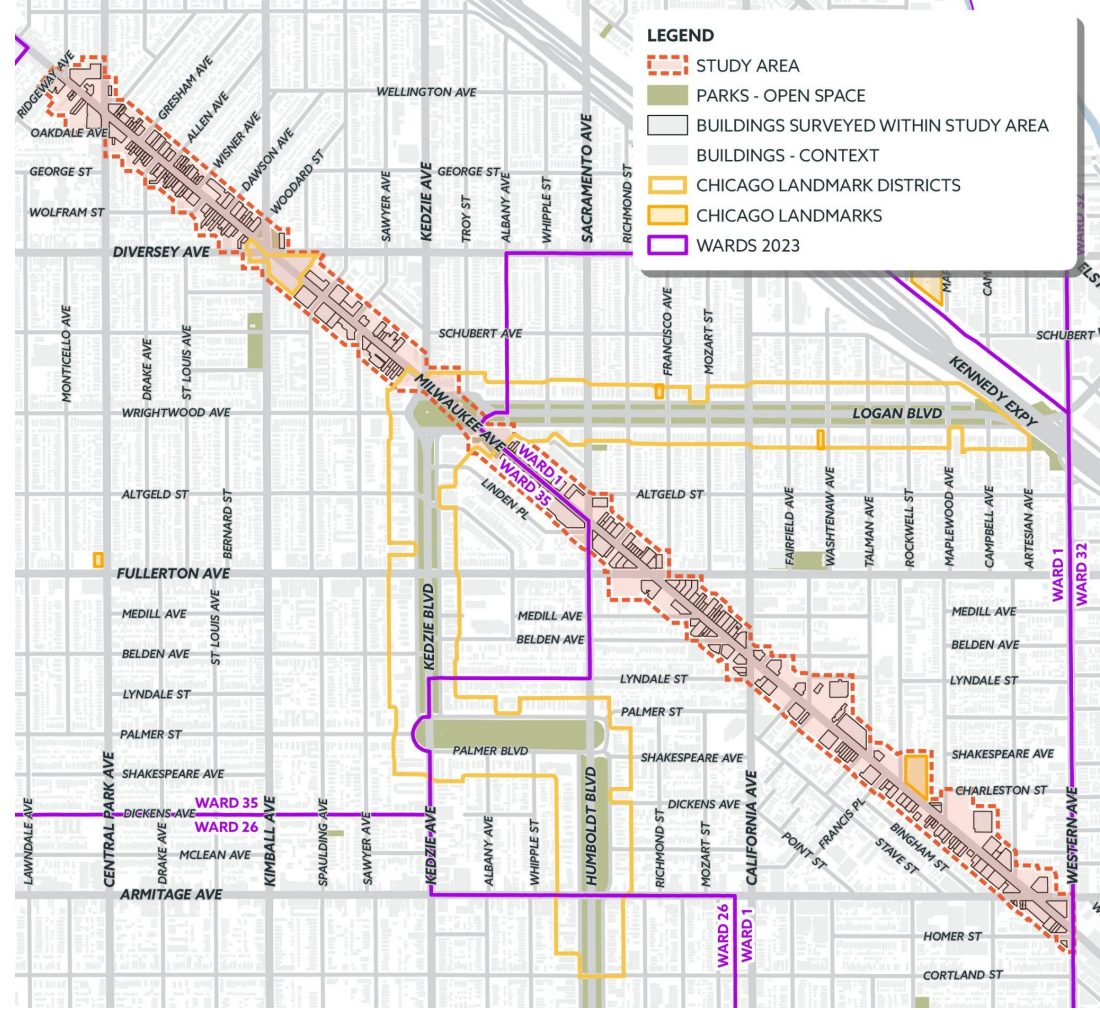 LEGEND
STUDY AREA
PARKS - OPEN SPACE
BUILDINGS SURVEYED WITHIN STUDY AREA
BUILDINGS - CONTEXT
CHICAGO LANDMARK DISTRICTS
CHICAGO LANDMARKS
WARDS 2023
RIDGEWAY AVE
GRESHAM AVE
ALLEN AVE
WISNER AVE
DAWSON AVE
WOODARD ST
WELLINGTON AVE
OAKDALE AVE
GEORGE ST
GEORGE ST
WOLFRAM ST
DIVERSEY AVE
SAWYER AVE
KEDZIE AVE
TROY ST
ALBANY AVE
WHIPPLE ST
SACRAMENTO AVE
RICHMOND ST
WARD 32
MONTICELLO AVE
DRAKE AVE
ST LOUIS AVE
SCHUBERT AVE
FRANCISCO AVE
MOZART ST
SCHUBERT
KENNEDY EXPY
WRIGHTWOOD AVE
MILWAUKEE AVE
LOGAN BLVD
WARD 1
WARD 35
LINDEN PL
ALTGELD ST
ALTGELD ST
BERNARD ST
FAIRFIELD AVE
WASHTENAW AVE
TALMAN AVE
ROCKWELL ST
MAPLEWOOD AVE
CAMPBELL AVE
ARTESIAN AVE
WARD 1
WARD 32
FULLERTON AVE
MEDILL AVE
MEDILL AVE
MEDILL AVE
ST LOUIS AVE
KEDZIE BLVD
BELDEN AVE
BELDEN AVE
BELDEN AVE
LYNDALE ST
LYNDALE ST
LYNDALE ST
PALMER ST
PALMER ST
PALMER BLVD
SHAKESPEARE AVE
SHAKESPEARE AVE
SHAKESPEARE AVE
CENTRAL PARK AVE
WARD 35
DICKENS AVE
WARD 26
DICKENS AVE
CHARLESTON ST
LAWNDALE AVE
DRAKE AVE
MCLEAN AVE
KIMBALL AVE
SPAULDING AVE
SAWYER AVE
KEDZIE AVE
ALBANY AVE
WHIPPLE ST
HUMBOLDT BLVD
RICHMOND ST
MOZART ST
CALIFORNIA AVE
POINT ST
FRANCIS PL
BINGHAM ST
STAVE ST
WESTERN AVE
ARMITAGE AVE
WARD 26
WARD 1
HOMER ST
CORTLAND ST